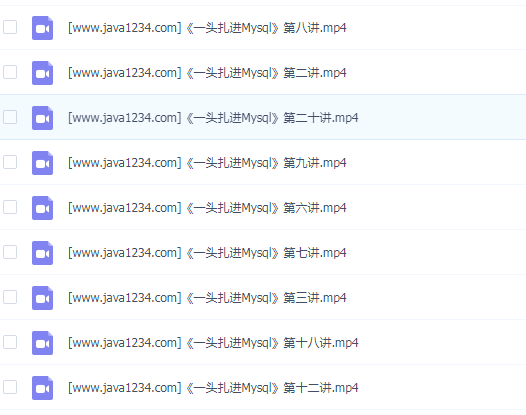 [www.java1234.com]《一头扎进Mysql》第八讲.mp4
[www.java1234.com]《一头扎进Mysql》第二讲.mp4
[www.java1234.com]《一头扎进Mysql》第二十讲.mp4
[www.java1234.com]《一头扎进Mysql》第九讲.mp4
[www.java1234.com]《一头扎进Mysql》第六讲.mp4
[www.java1234.com]《一头扎进Mysql》第七讲.mp4
[www.java1234.com]《一头扎进Mysql》第三讲.mp4
[www.java1234.com]《一头扎进Mysql》第十八讲.mp4
[www.java1234.com]《一头扎进Mysql》第十二讲.mp4